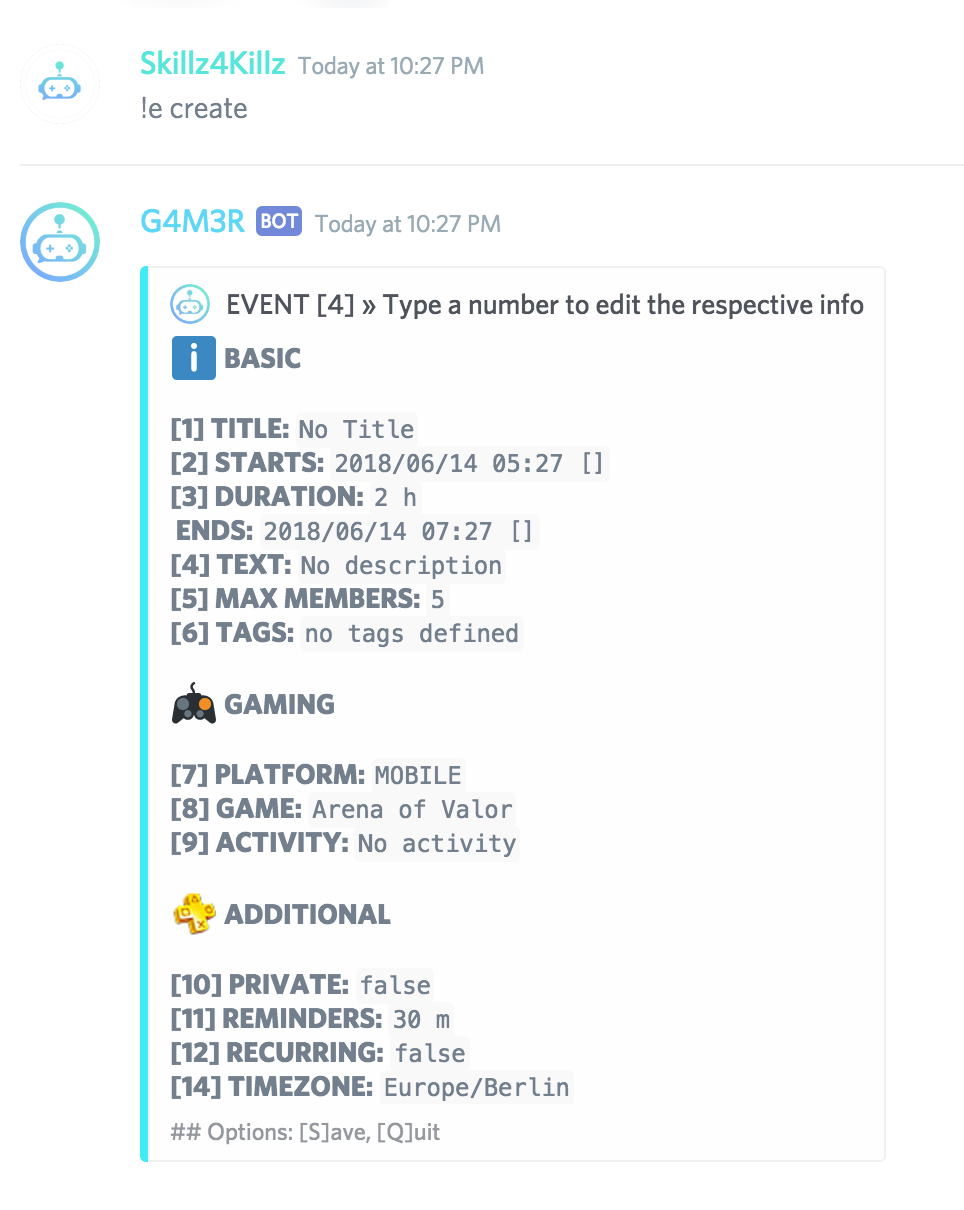 Skillz4Killz Today at 10:27 PM
!e create
G4M3R BOT Today at 10:27 PM
EVENT [4] » Type a number to edit the respective info
i BASIC
[1] TITLE: No Title
[2] STARTS: 2018/06/14 05:27 []
[3] DURATION: 2 h
ENDS: 2018/06/14 07:27 []
[4] TEXT: No description
[5] MAX MEMBERS: 5
[6] TAGS: no tags defined
GAMING
[7] PLATFORM: MOBILE
[8] GAME: Arena of Valor
[9] ACTIVITY: No activity
ADDITIONAL
[10] PRIVATE: false
[11] REMINDERS: 30 m
[12] RECURRING: false
[14] TIMEZONE: Europe/Berlin
## Options: [S]ave, [Q]uit